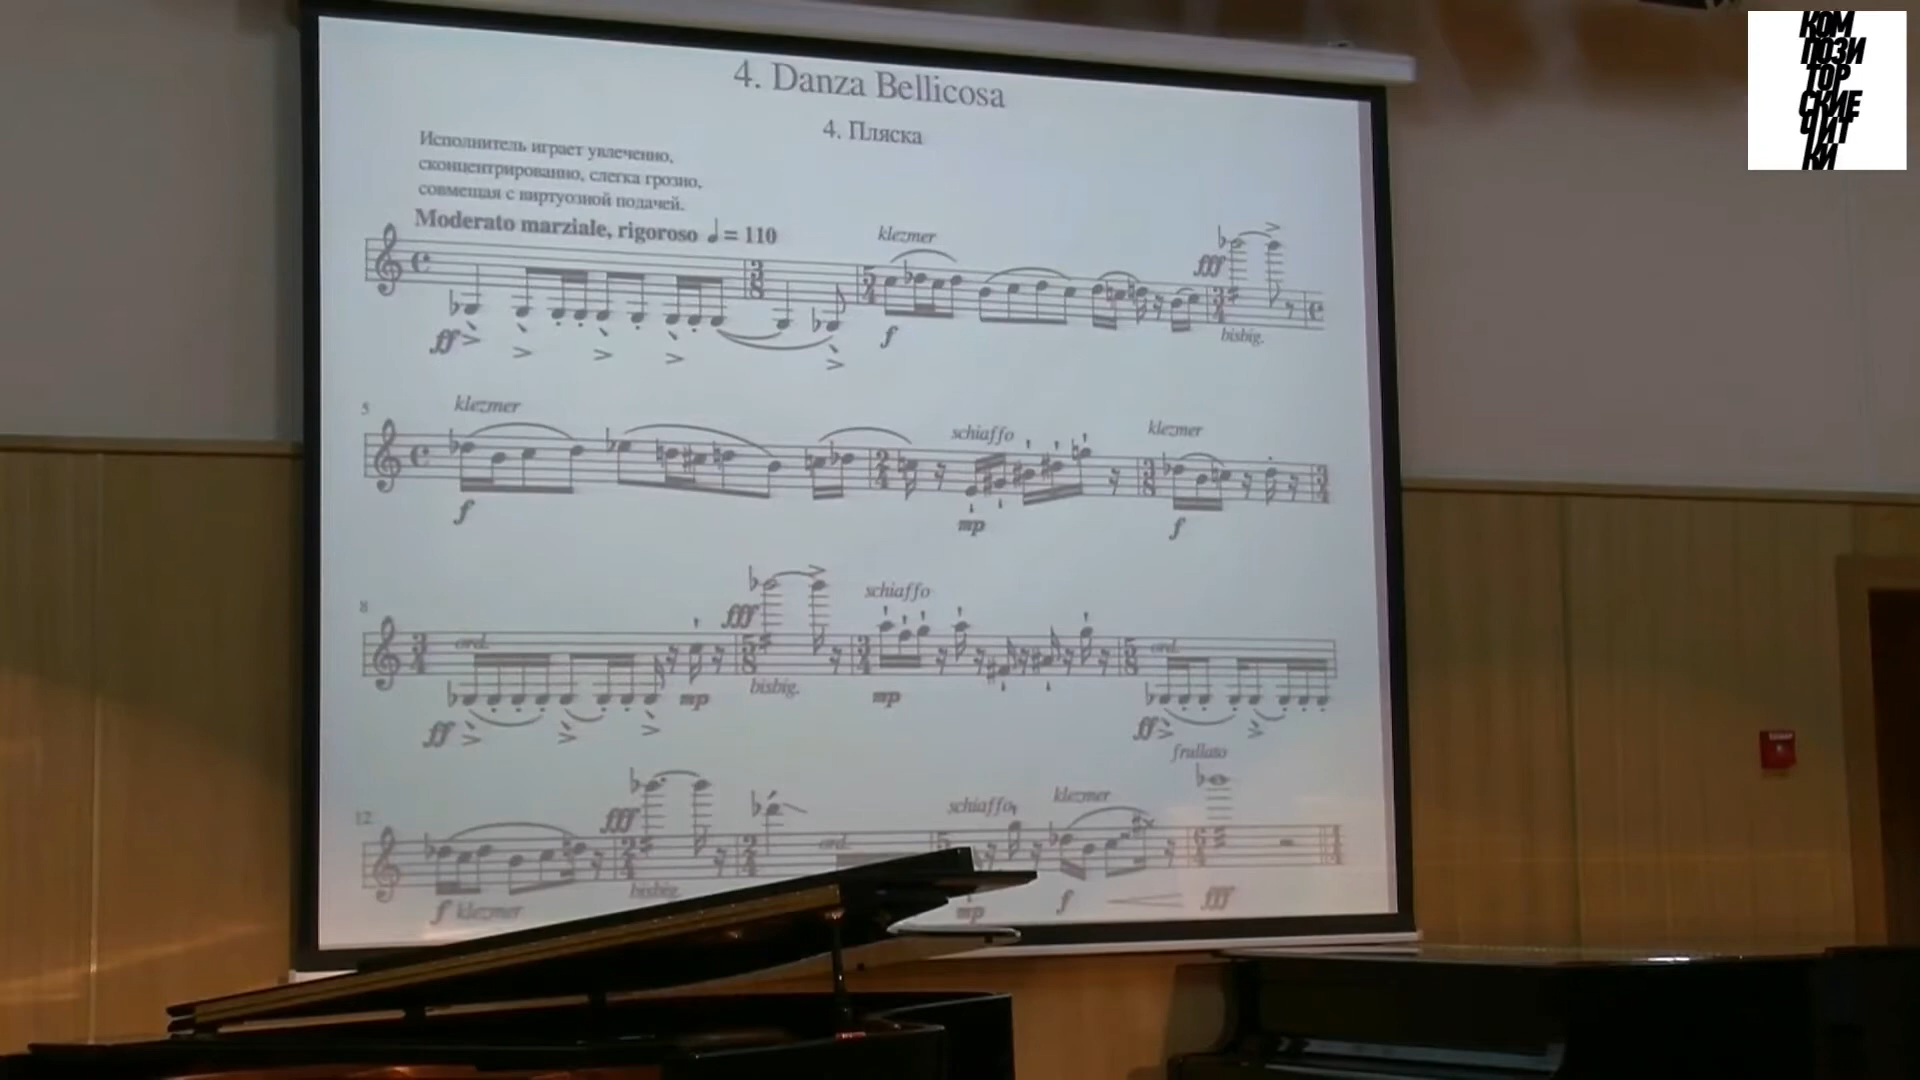 КОМ
ПОЗИ
ТОР
СКИЕ
ЧИТ
КИ
4. Danza Bellicosa
4. Пляска
Исполнитель играет увлеченно,
сконцентрированно, слегка грозно,
совмещая с виртуозной подачей.
Moderato marziale, rigoroso ♩ = 110
klezmer
fff
ff
f
bisbig.
5
klezmer
schiaffo
klezmer
f
mp
f
8
ord.
fff
schiaffo
ord.
ff
mp
bisbig.
mp
ff
frullato
12
fff
ord.
schiaffo
klezmer
f klezmer
bisbig.
mp
f
fff